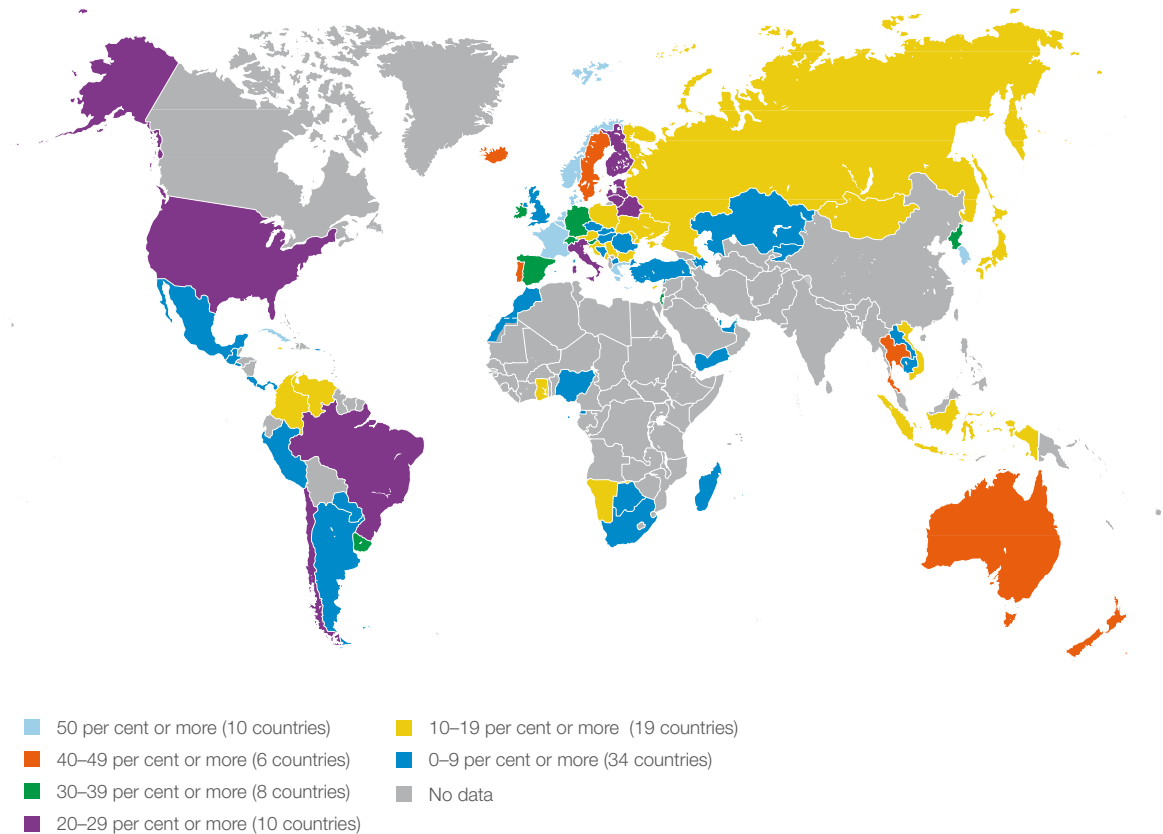 50 per cent or more (10 countries)
40–49 per cent or more (6 countries)
30–39 per cent or more (8 countries)
20–29 per cent or more (10 countries)
10–19 per cent or more (19 countries)
0–9 per cent or more (34 countries)
No data